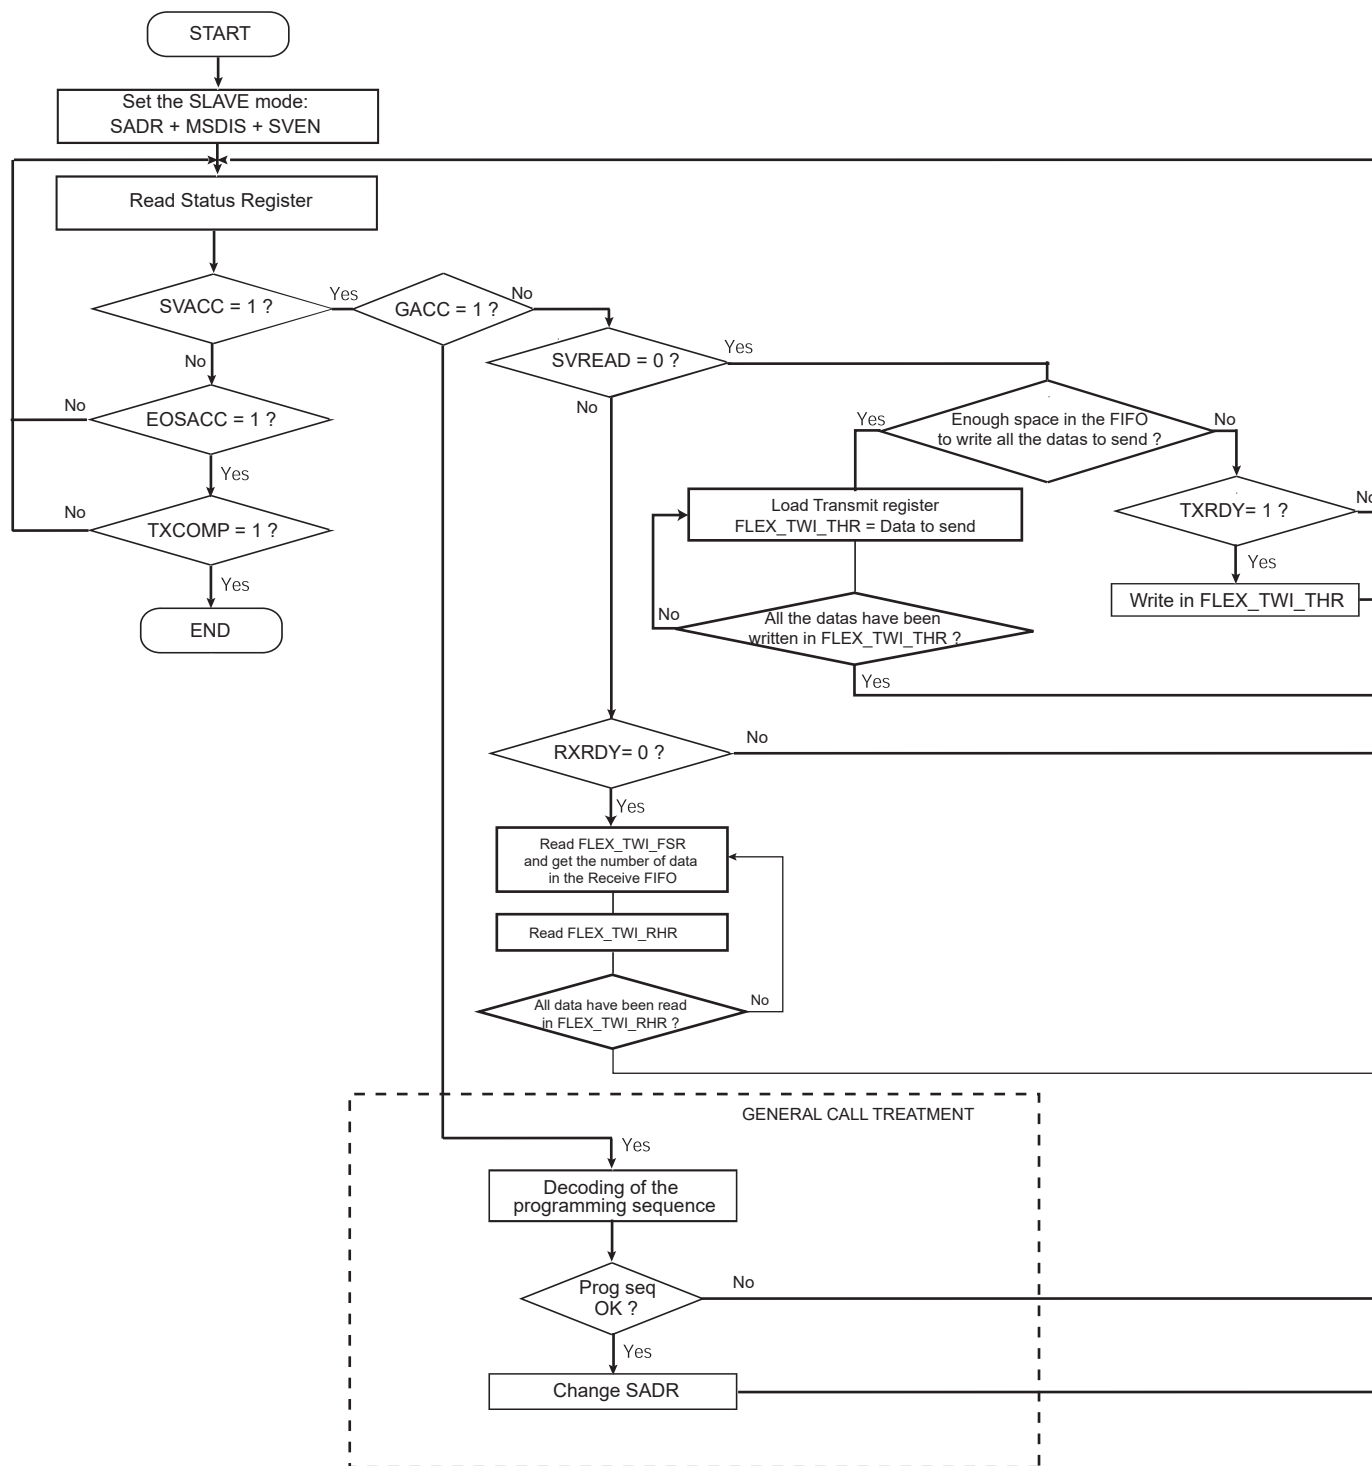 START
Set the SLAVE mode:
SADR + MSDIS + SVEN
Read Status Register
SVACC = 1 ?
Yes
GACC = 1 ?
No
No
SVREAD = 0 ?
Yes
EOSACC = 1 ?
No
Yes
No
Enough space in the FIFO
to write all the datas to send ?
Yes
No
TXCOMP = 1 ?
No
Yes
Load Transmit register
FLEX_TWI_THR = Data to send
TXRDY= 1 ?
No
Yes
END
All the datas have been
written in FLEX_TWI_THR ?
No
Yes
Write in FLEX_TWI_THR
RXRDY= 0 ?
No
Yes
Read FLEX_TWI_FSR
and get the number of data
in the Receive FIFO
Read FLEX_TWI_RHR
All data have been read
in FLEX_TWI_RHR ?
No
GENERAL CALL TREATMENT
Yes
Decoding of the
programming sequence
Prog seq
OK ?
No
Yes
Change SADR